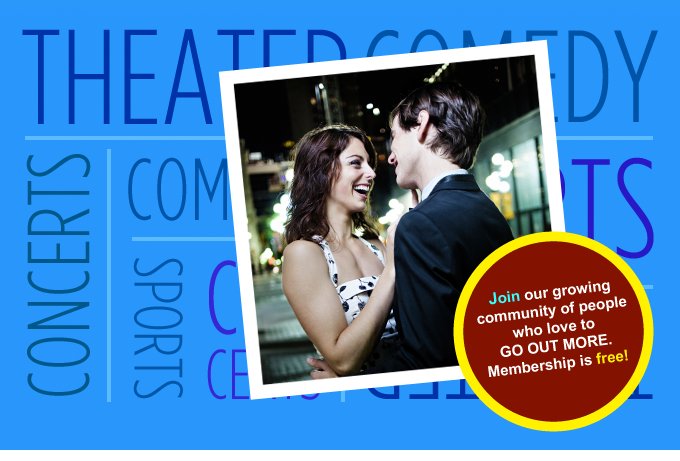 THEATER
COMEDY
CONCERTS
SPORTS
Join our growing
community of people
who love to
GO OUT MORE.
Membership is free!